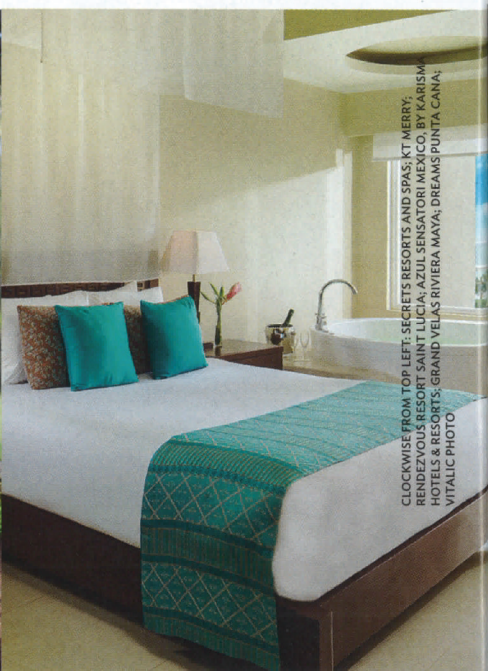 CLOCKWISE FROM TOP LEFT: SECRETS RESORTS AND SPAS; KT MERRY;
RENDEZVOUS RESORT SAINT LUCIA; AZUL SENSATORI MEXICO, BY KARISMA
HOTELS & RESORTS; GRAND VELAS RIVIERA MAYA; DREAMS PUNTA CANA;
VITALIC PHOTO